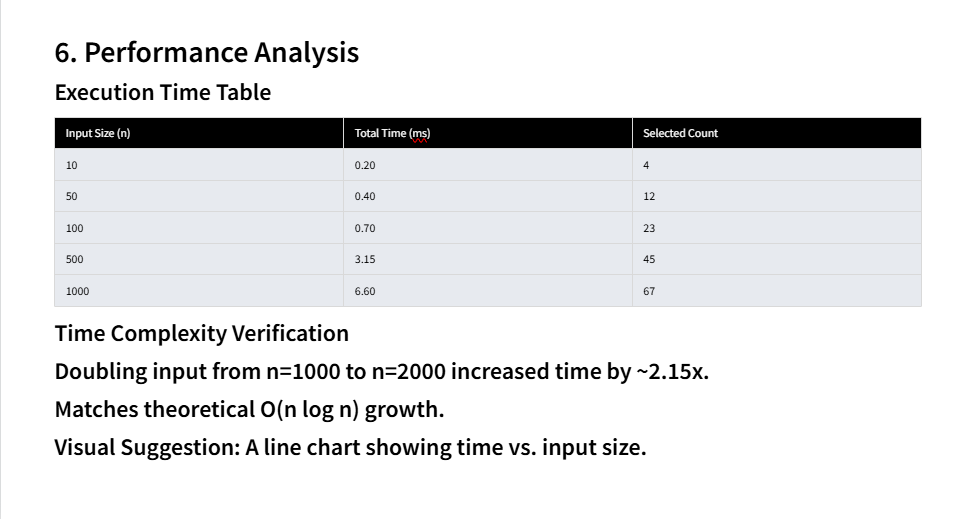 6. Performance Analysis
Execution Time Table
Input Size (n) Total Time (ms) Selected Count
10 0.20 4
50 0.40 12
100 0.70 23
500 3.15 45
1000 6.60 67
Time Complexity Verification
Doubling input from n=1000 to n=2000 increased time by ~2.15x.
Matches theoretical O(n log n) growth.
Visual Suggestion: A line chart showing time vs. input size.